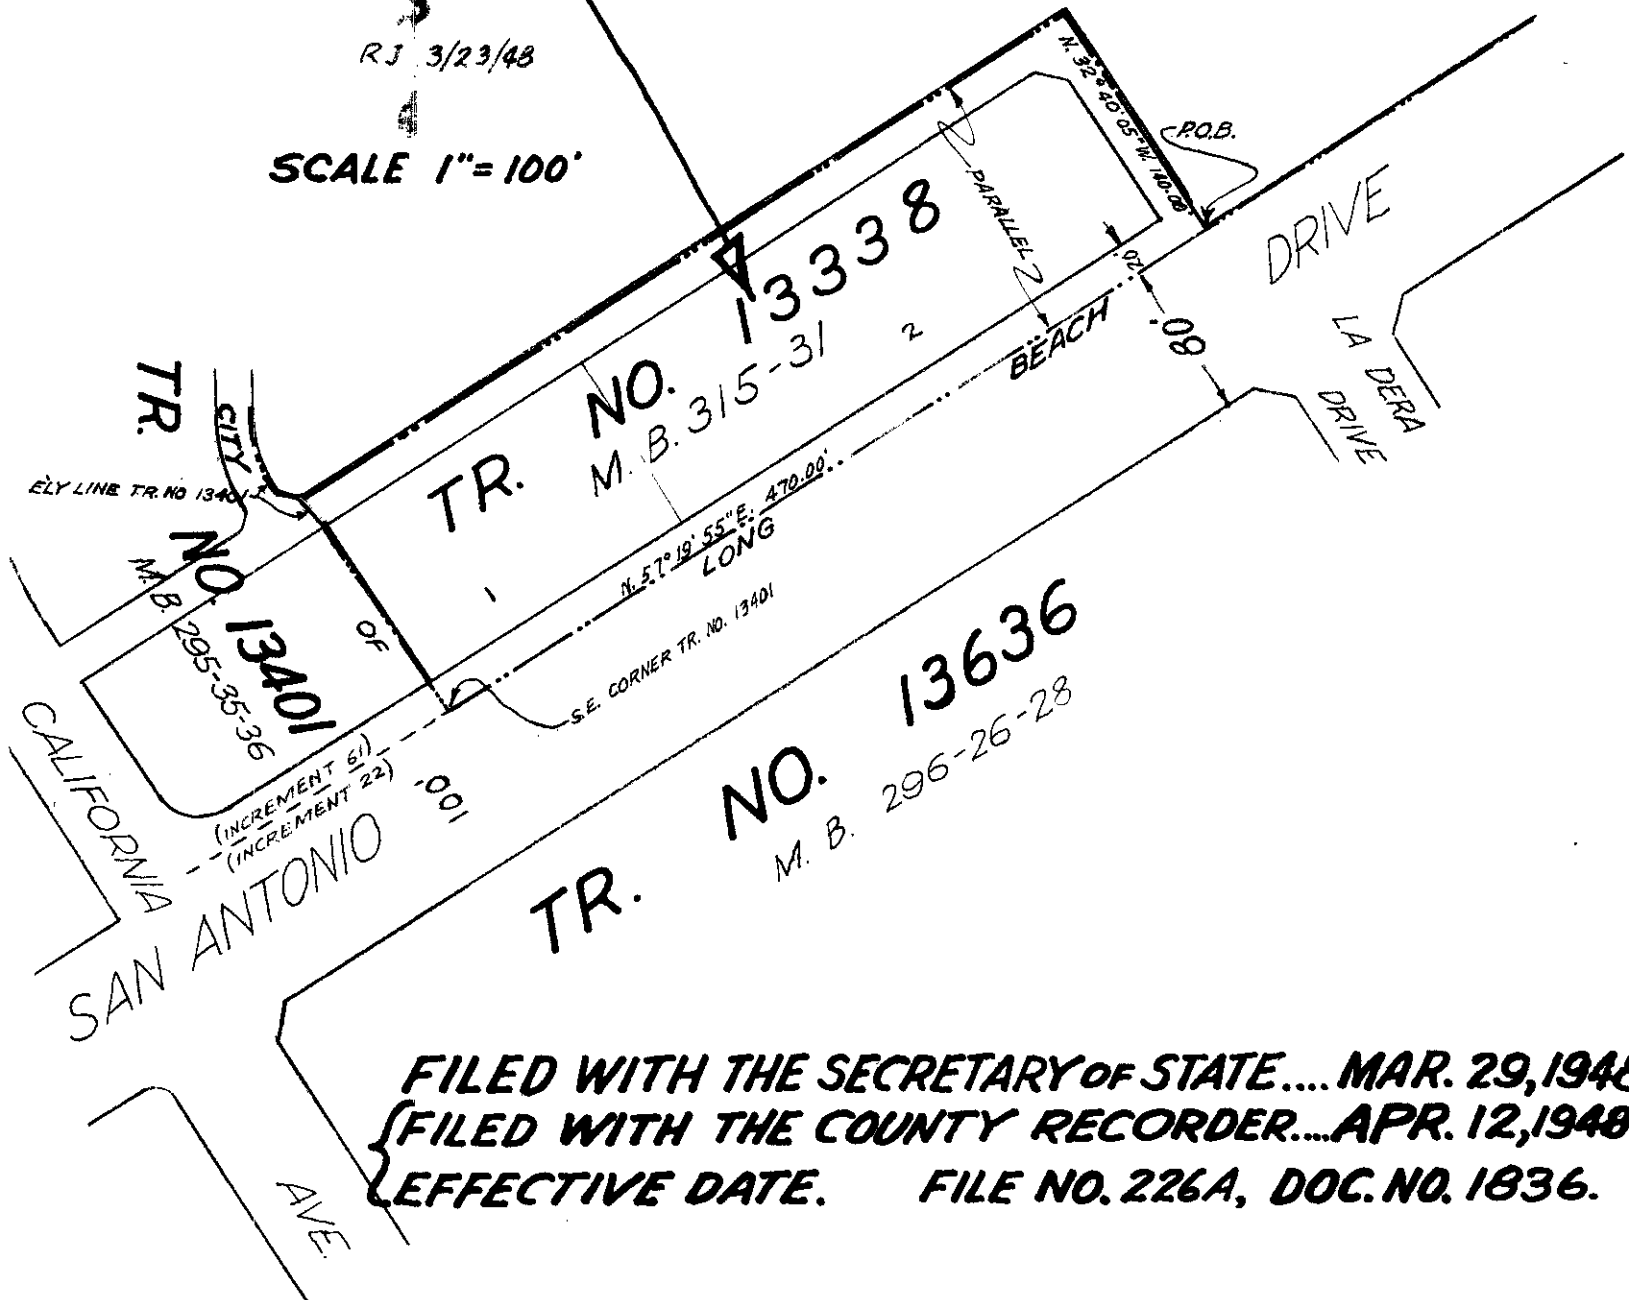 RJ 3/23/48
SCALE 1"= 100'
N. 32° 40' 05" W. 140.00'
P.O.B.
PARALLEL
DRIVE
20'
80'
LA DERA
DRIVE
TR. NO. 13338
M. B. 315-31
2
1
BEACH
LONG
N. 57° 19' 55" E. 470.00'
TR.
NO. 13401
M. B. 295-35-36
CITY
OF
ELY LINE TR. NO 13401
S.E. CORNER TR. NO. 13401
(INCREMENT 61)
(INCREMENT 22)
100'
CALIFORNIA
SAN ANTONIO
TR. NO. 13636
M. B. 296-26-28
AVE.
FILED WITH THE SECRETARY OF STATE.... MAR. 29, 1948
{FILED WITH THE COUNTY RECORDER.... APR. 12, 1948
EFFECTIVE DATE. FILE NO. 226A, DOC. NO. 1836.